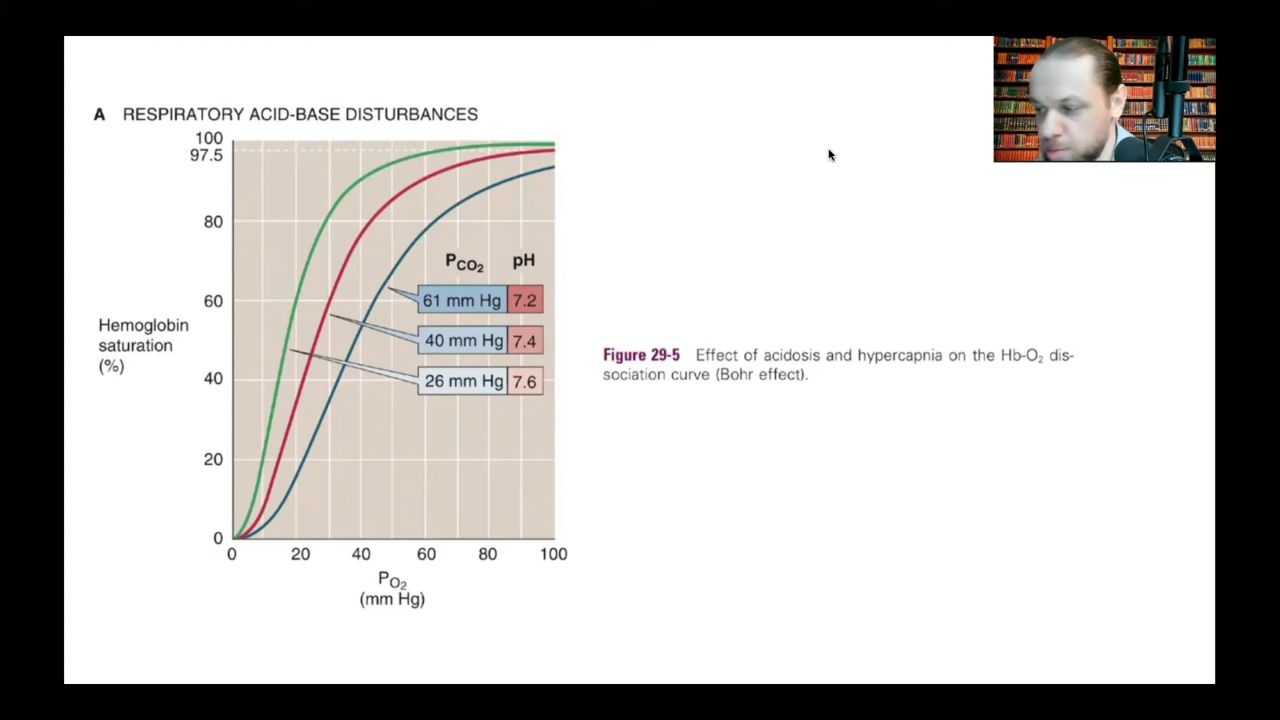 A RESPIRATORY ACID-BASE DISTURBANCES
100
97.5
80
60
40
20
0
Hemoglobin
saturation
(%)
PCO2 pH
61 mm Hg 7.2
40 mm Hg 7.4
26 mm Hg 7.6
0 20 40 60 80 100
PO2
(mm Hg)
Figure 29-5 Effect of acidosis and hypercapnia on the Hb-O2 dis-
sociation curve (Bohr effect).